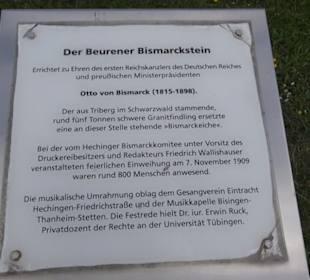 Der Beurener Bismarckstein
Errichtet zu Ehren des ersten Reichskanzlers des Deutschen Reiches
und preußischen Ministerpräsidenten
Otto von Bismarck (1815-1898).
Der aus Triberg im Schwarzwald stammende,
rund fünf Tonnen schwere Granitfindling ersetzte
eine an dieser Stelle stehende »Bismarckeiche«.
Bei der vom Hechinger Bismarckkomitee unter Vorsitz des
Druckereibesitzers und Redakteurs Friedrich Wallishauser
veranstalteten feierlichen Einweihung am 7. November 1909
waren rund 800 Menschen anwesend.
Die musikalische Umrahmung oblag dem Gesangverein Eintracht
Hechingen-Friedrichstraße und der Musikkapelle Bisingen-
Thanheim-Stetten. Die Festrede hielt Dr. iur. Erwin Ruck,
Privatdozent der Rechte an der Universität Tübingen.